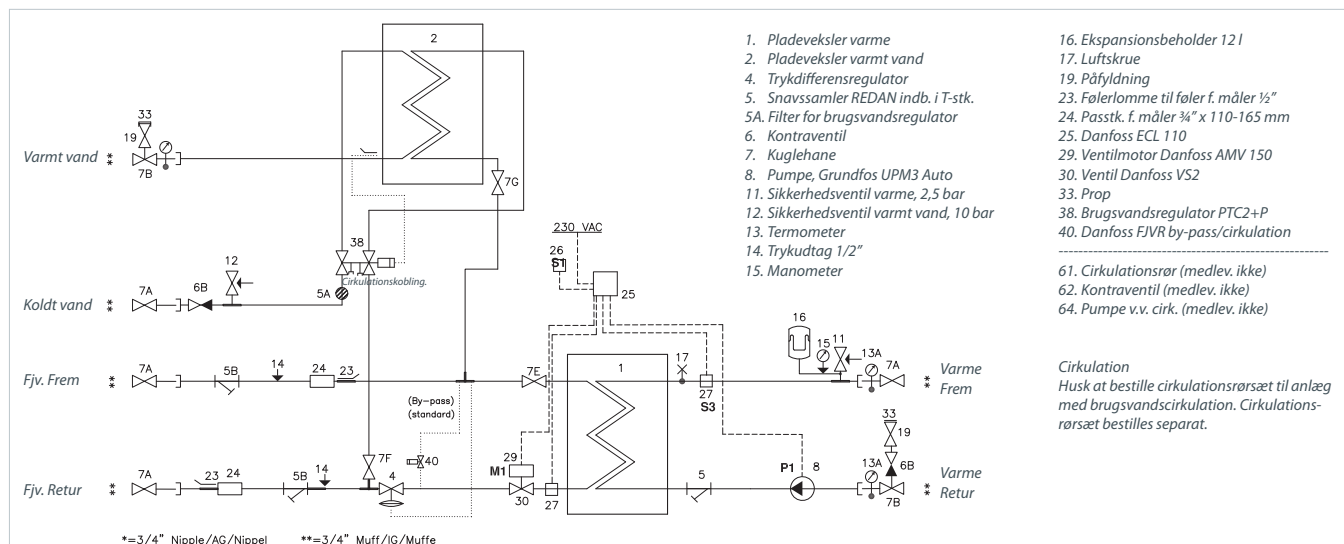 2
33
19
Varmt vand
**
7B
7G
38
Cirkulationskobling.
12
7A
6B
5A
Koldt vand
**
230 VAC
26
S1
25
16
15
11
13A
7A
Fjv. Frem
**
7A
5B
14
24
23
7E
1
17
27
S3
**
Varme
Frem
(By-pass)
(standard)
33
19
Fjv. Retur
**
7A
23
24
5B
14
7F
4
40
29
M1
30
27
5
P1
8
13A
6B
7B
**
Varme
Retur
*=3/4" Nipple/AG/Nippel
**=3/4" Muff/IG/Muffe
1. Pladeveksler varme
2. Pladeveksler varmt vand
4. Trykdifferensregulator
5. Snavssamler REDAN indb. i T-stk.
5A. Filter for brugsvandsregulator
6. Kontraventil
7. Kuglehane
8. Pumpe, Grundfos UPM3 Auto
11. Sikkerhedsventil varme, 2,5 bar
12. Sikkerhedsventil varmt vand, 10 bar
13. Termometer
14. Trykudtag 1/2"
15. Manometer
16. Ekspansionsbeholder 12 l
17. Luftskrue
19. Påfyldning
23. Følerlomme til føler f. måler ½"
24. Passtk. f. måler ¾" x 110-165 mm
25. Danfoss ECL 110
29. Ventilmotor Danfoss AMV 150
30. Ventil Danfoss VS2
33. Prop
38. Brugsvandsregulator PTC2+P
40. Danfoss FJVR by-pass/cirkulation
61. Cirkulationsrør (medlev. ikke)
62. Kontraventil (medlev. ikke)
64. Pumpe v.v. cirk. (medlev. ikke)
Cirkulation
Husk at bestille cirkulationsrørsæt til anlæg
med brugsvandscirkulation. Cirkulations-
rørsæt bestilles separat.